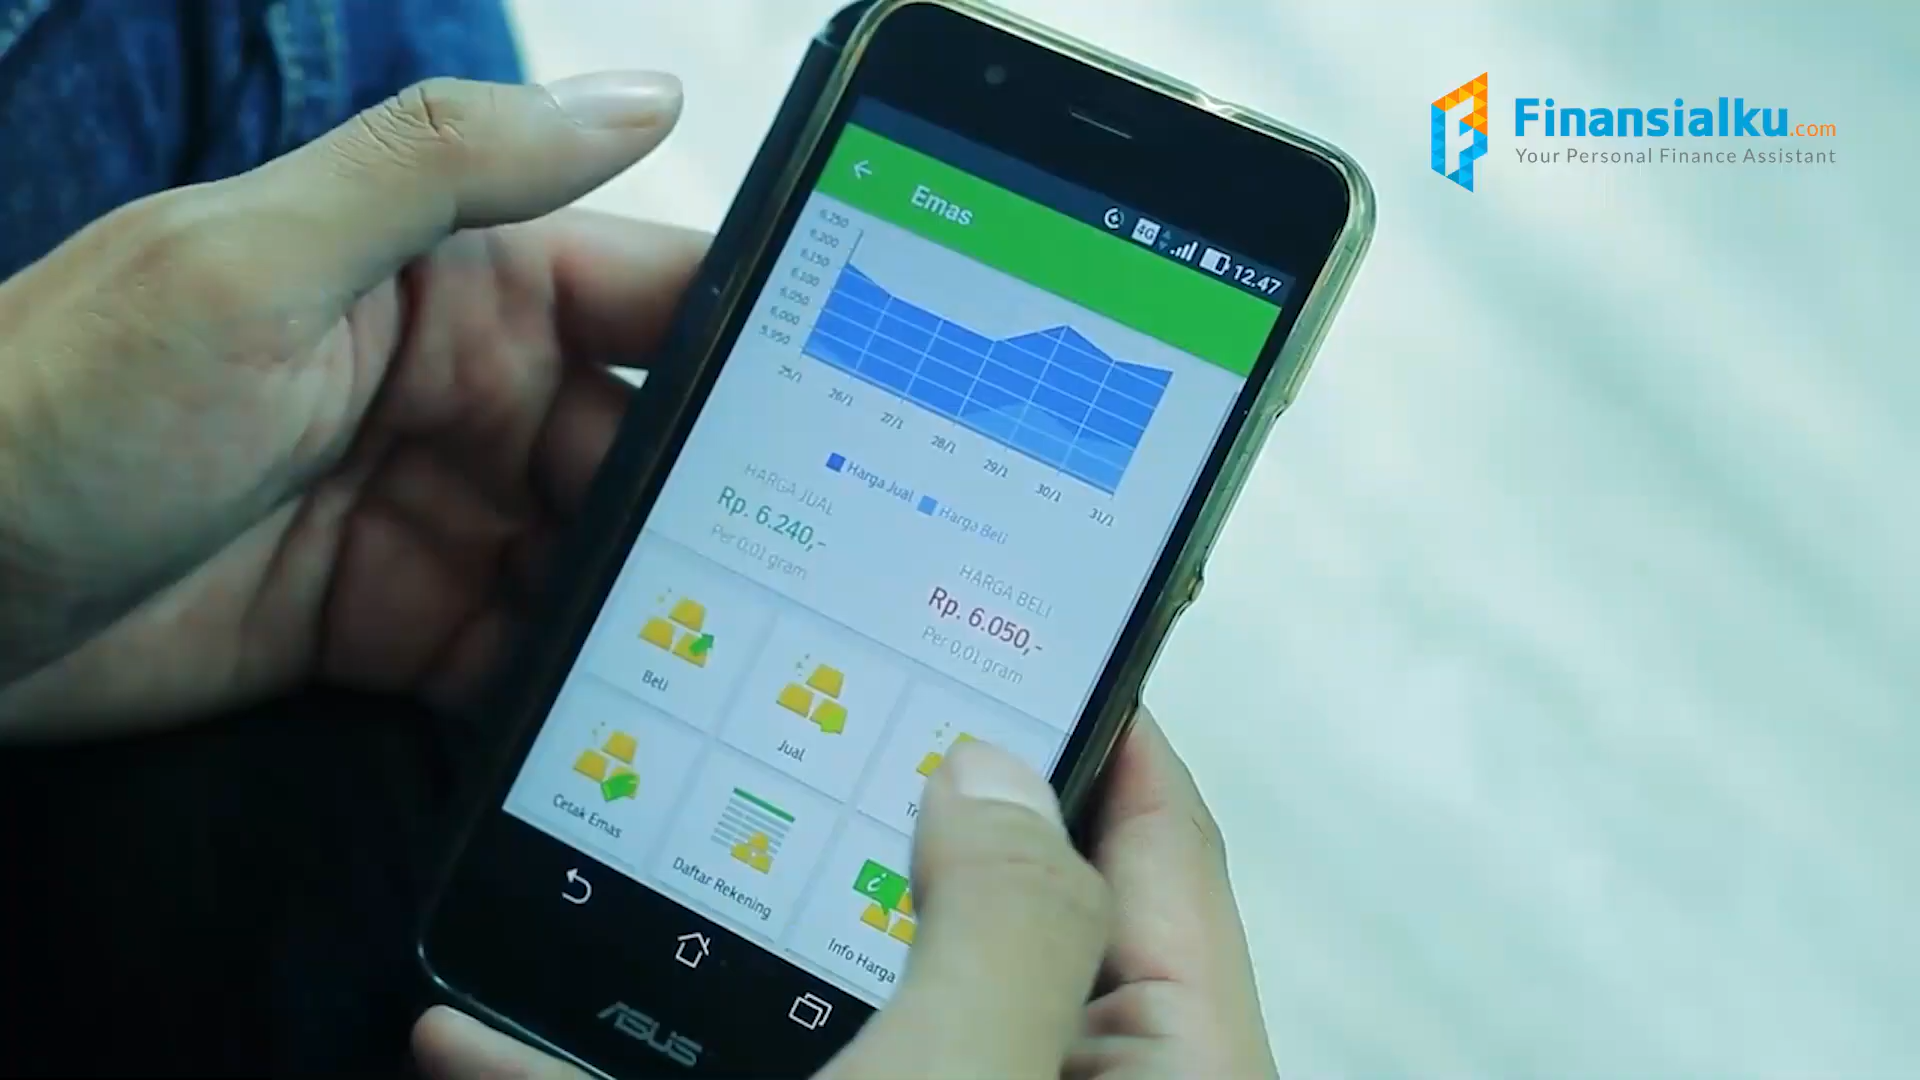 Finansialku.com
Your Personal Finance Assistant
4G
12.47
Emas
6,250
6,200
6,150
6,100
6,050
6,000
5,950
25/1
26/1
27/1
28/1
29/1
30/1
31/1
Harga Jual
Harga Beli
HARGA JUAL
Rp. 6.240,-
Per 0,01 gram
HARGA BELI
Rp. 6.050,-
Per 0,01 gram
Beli
Jual
Cetak Emas
Daftar Rekening
i
Info Harga
ASUS